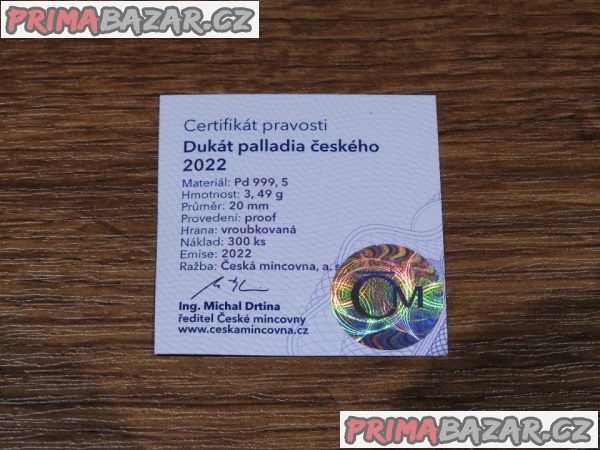 PRIMABAZAR.CZ
Certifikát pravosti
Dukát palladia českého
2022
Materiál: Pd 999, 5
Hmotnost: 3, 49 g
Průměr: 20 mm
Provedení: proof
Hrana: vroubkovaná
Náklad: 300 ks
Emise: 2022
Ražba: Česká mincovna, a.
CM
Ing. Michal Drtina
ředitel České mincovny
www.ceskamincovna.cz
PRIMABAZAR.CZ